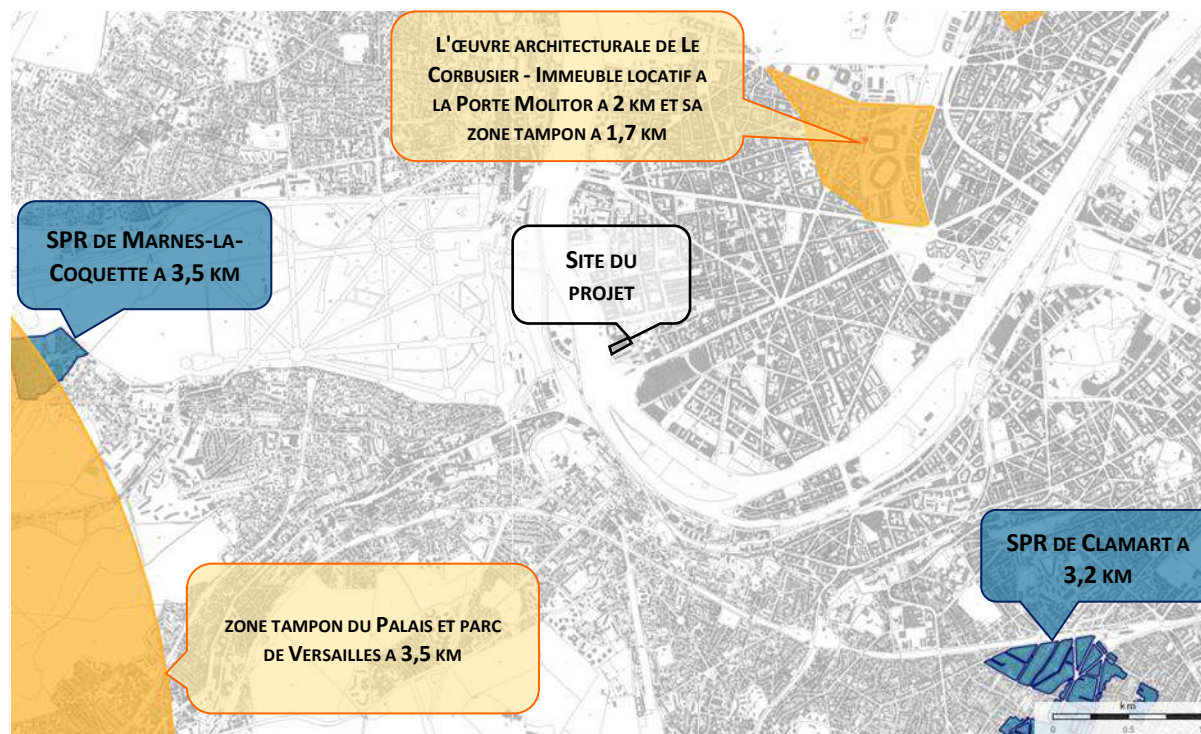 L'ŒUVRE ARCHITECTURALE DE LE
CORBUSIER - IMMEUBLE LOCATIF A
LA PORTE MOLITOR A 2 KM ET SA
ZONE TAMPON A 1,7 KM
SPR DE MARNES-LA-
COQUETTE A 3,5 KM
SITE DU
PROJET
SPR DE CLAMART A
3,2 KM
ZONE TAMPON DU PALAIS ET PARC
DE VERSAILLES A 3,5 KM
km
0 0.5